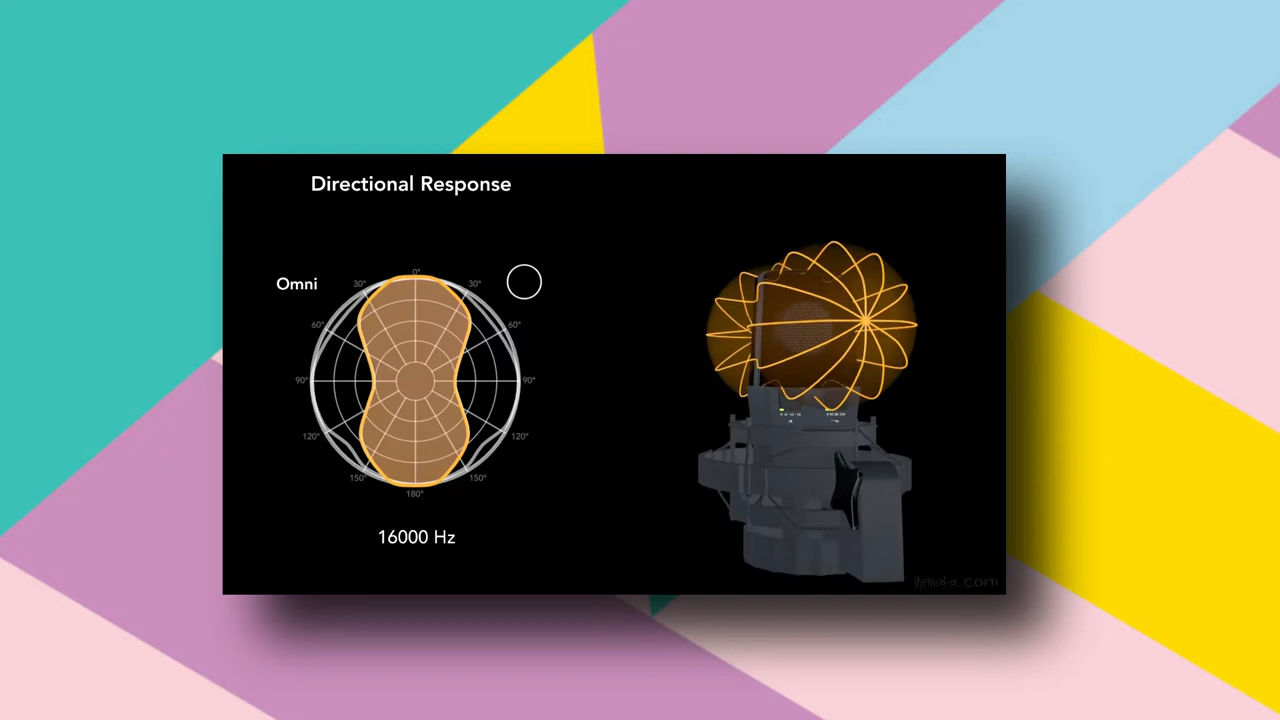 Directional Response
Omni
0°
30° 30°
60° 60°
90° 90°
120° 120°
150° 150°
180°
16000 Hz
lynda.com